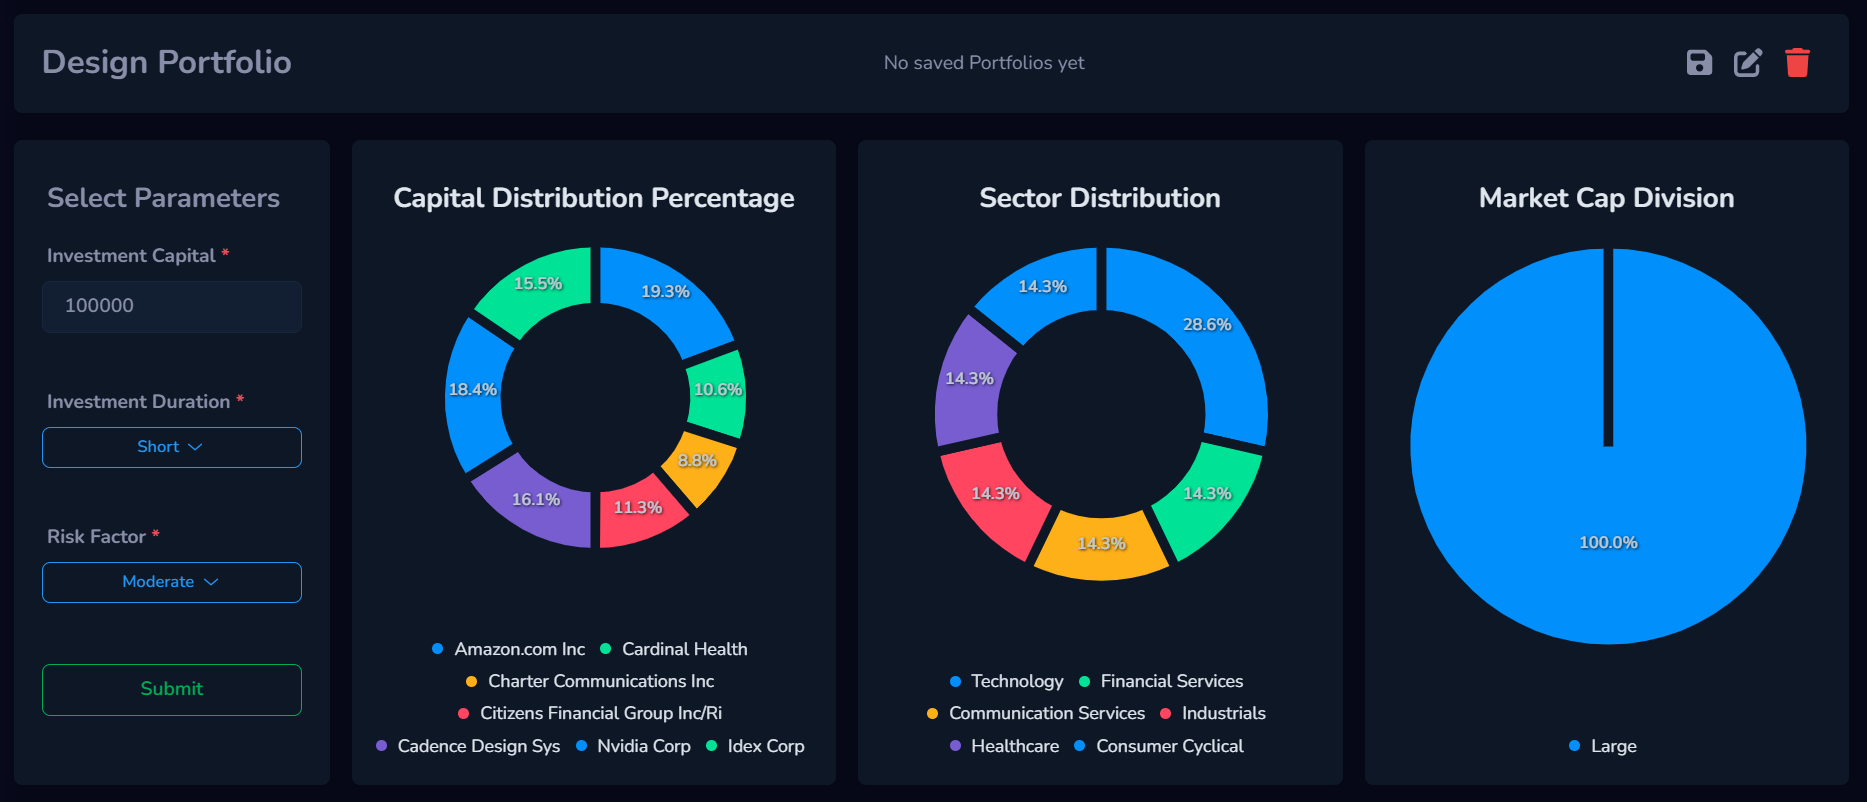 Design Portfolio
No saved Portfolios yet
Select Parameters
Investment Capital *
100000
Investment Duration *
Short
Risk Factor *
Moderate
Submit
Capital Distribution Percentage
19.3%
10.6%
8.8%
11.3%
16.1%
18.4%
15.5%
Amazon.com Inc Cardinal Health
Charter Communications Inc
Citizens Financial Group Inc/Ri
Cadence Design Sys Nvidia Corp Idex Corp
Sector Distribution
28.6%
14.3%
14.3%
14.3%
14.3%
14.3%
Technology Financial Services
Communication Services Industrials
Healthcare Consumer Cyclical
Market Cap Division
100.0%
Large